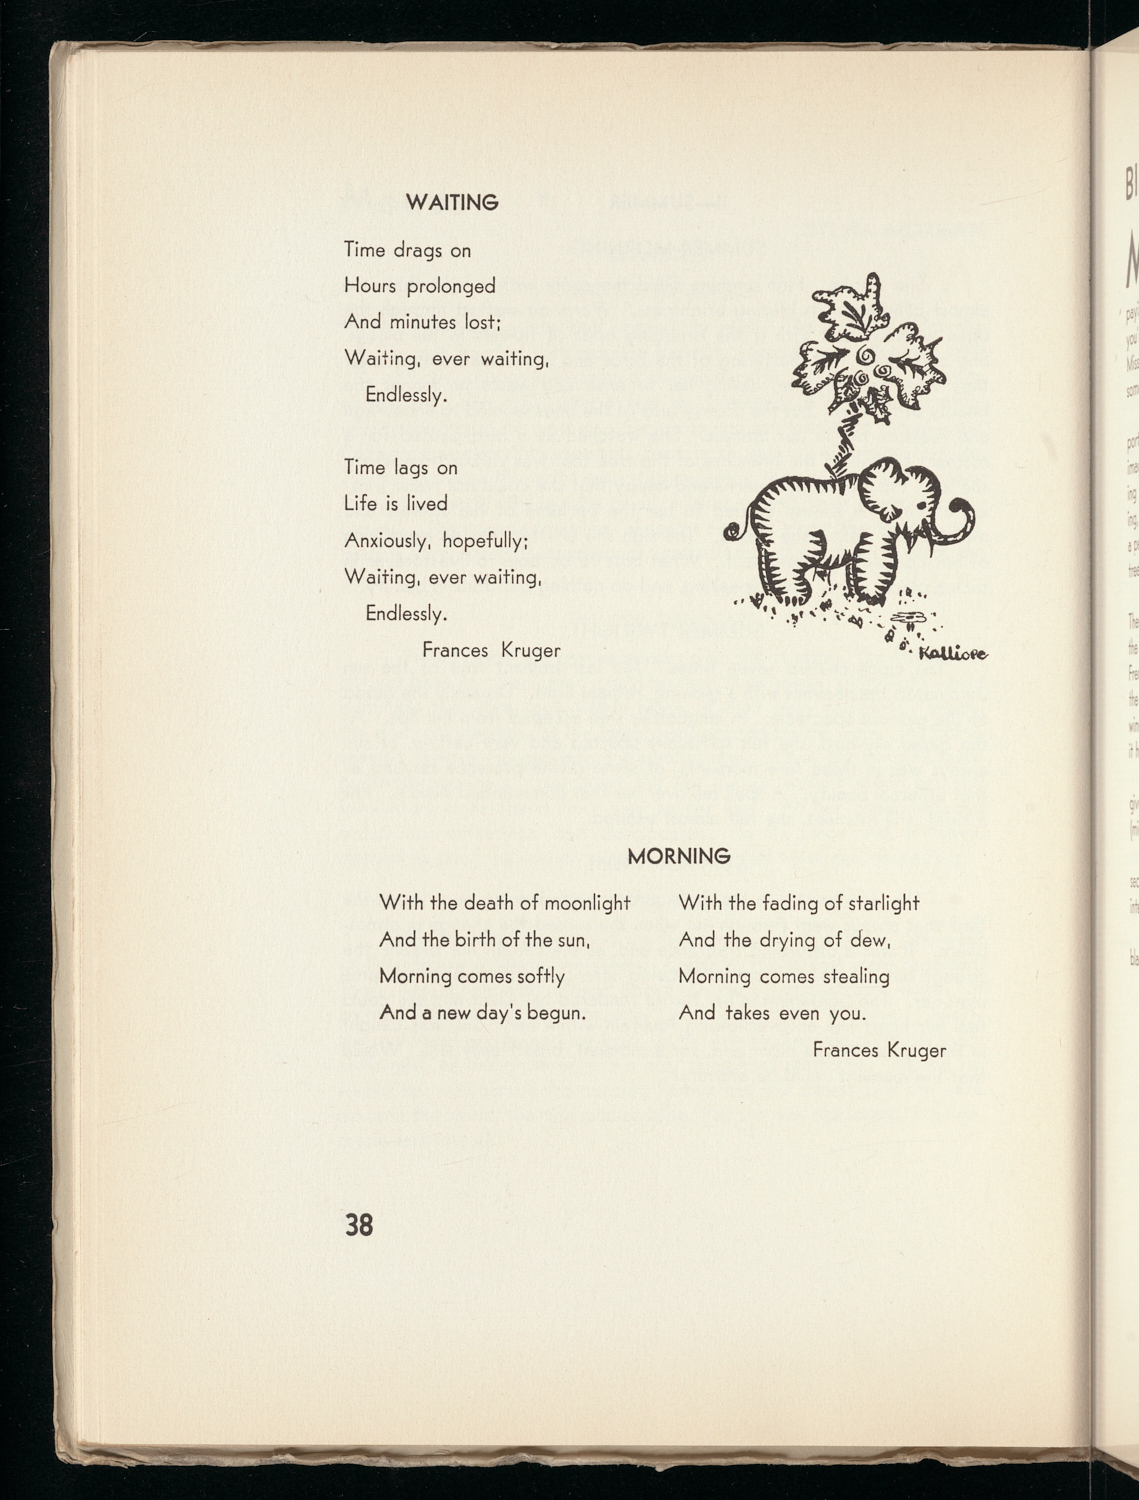 WAITING
Time drags on
Hours prolonged
And minutes lost;
Waiting, ever waiting,
Endlessly.
Time lags on
Life is lived
Anxiously, hopefully;
Waiting, ever waiting,
Endlessly.
Frances Kruger
Kalliope
MORNING
With the death of moonlight
And the birth of the sun,
Morning comes softly
And a new day's begun.
With the fading of starlight
And the drying of dew,
Morning comes stealing
And takes even you.
Frances Kruger
38